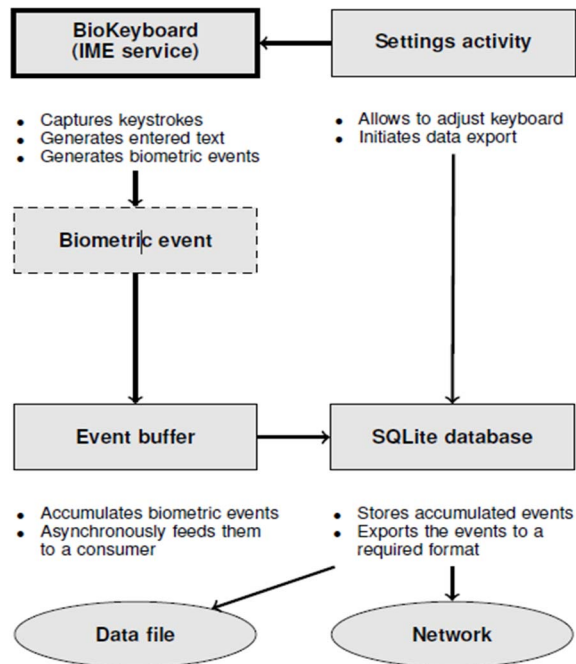 BioKeyboard
(IME service)
Settings activity
• Captures keystrokes
• Generates entered text
• Generates biometric events
• Allows to adjust keyboard
• Initiates data export
Biometric event
Event buffer
SQLite database
• Accumulates biometric events
• Asynchronously feeds them
to a consumer
• Stores accumulated events
• Exports the events to a
required format
Data file
Network